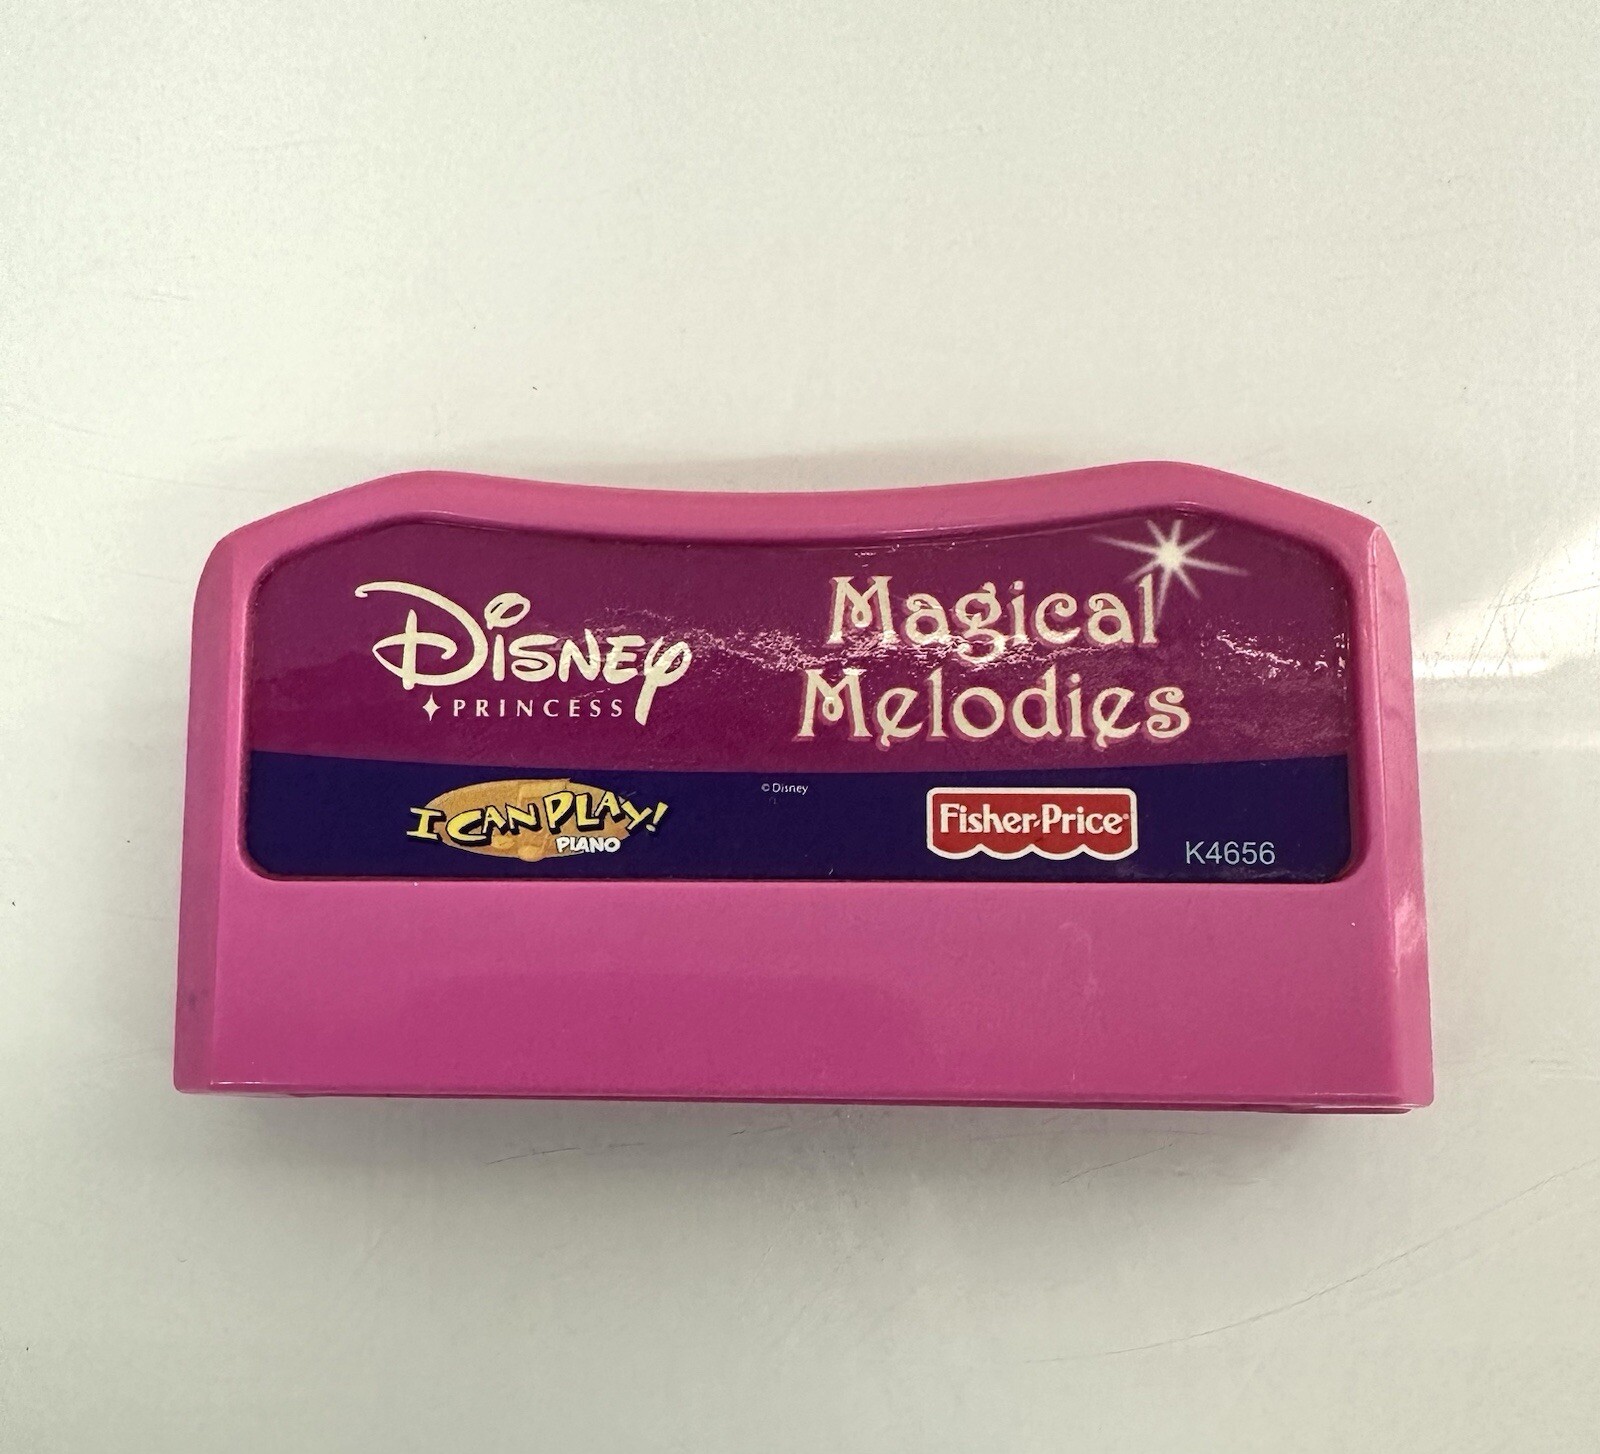 Disney
PRINCESS
Magical
Melodies
I CAN PLAY!
PIANO
© Disney
Fisher-Price®
K4656